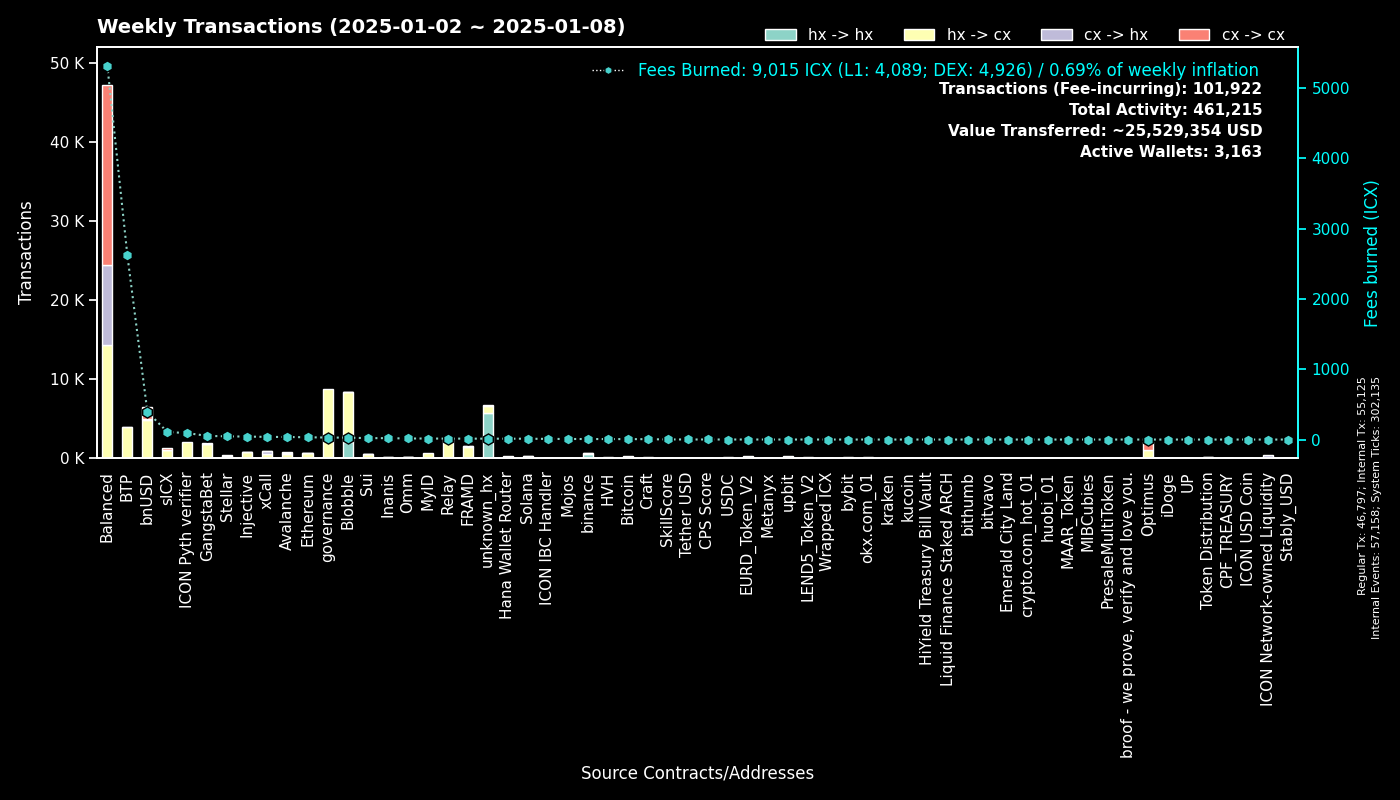 Weekly Transactions (2025-01-02 ~ 2025-01-08)
hx -> hx
hx -> cx
cx -> hx
cx -> cx
Fees Burned: 9,015 ICX (L1: 4,089; DEX: 4,926) / 0.69% of weekly inflation
Transactions (Fee-incurring): 101,922
Total Activity: 461,215
Value Transferred: ~25,529,354 USD
Active Wallets: 3,163
Transactions
50 K
40 K
30 K
20 K
10 K
0 K
5000
4000
3000
2000
1000
0
Fees burned (ICX)
Regular Tx: 46,797; Internal Tx: 55,125
Internal Events: 57,158; System Ticks: 302,135
Balanced
BTP
bnUSD
sICX
ICON Pyth verifier
GangstaBet
Stellar
Injective
xCall
Avalanche
Ethereum
governance
Blobble
Sui
Inanis
Omm
MyID
Relay
FRAMD
unknown_hx
Hana Wallet Router
Solana
ICON IBC Handler
Mojos
binance
HVH
Bitcoin
Craft
SkillScore
Tether USD
CPS Score
USDC
EURD_Token_V2
Metanyx
upbit
LEND5_Token_V2
Wrapped ICX
bybit
okx.com_01
kraken
kucoin
HiYield Treasury Bill Vault
Liquid Finance Staked ARCH
bithumb
bitvavo
Emerald City Land
crypto.com_hot_01
huobi_01
MAAR_Token
MIBCubies
PresaleMultiToken
broof - we prove, verify and love you.
Optimus
iDoge
UP
Token Distribution
CPF_TREASURY
ICON USD Coin
ICON Network-owned Liquidity
Stably_USD
Source Contracts/Addresses